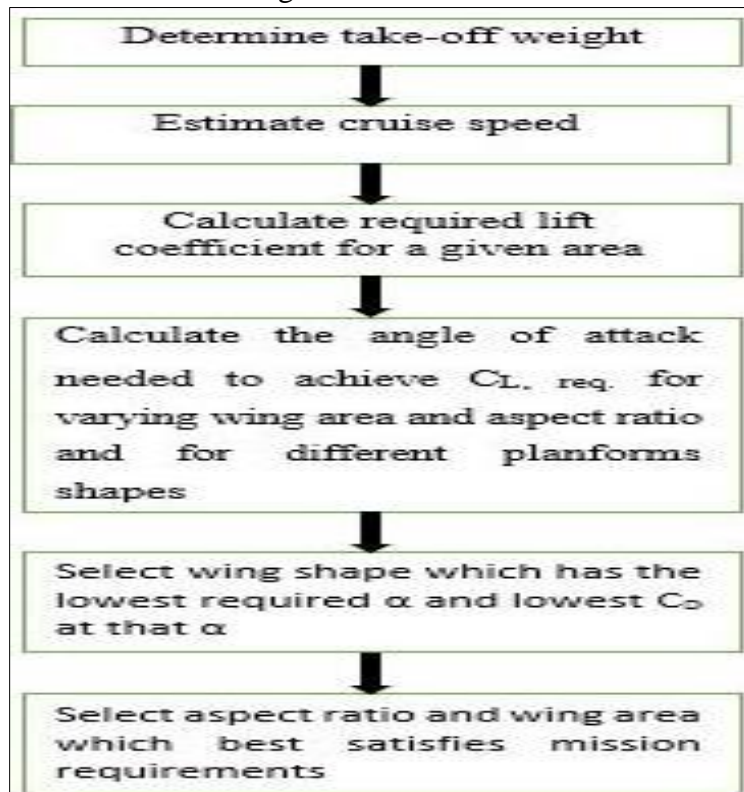 Determine take-off weight
Estimate cruise speed
Calculate required lift
coefficient for a given area
Calculate the angle of attack
needed to achieve CL, req. for
varying wing area and aspect ratio
and for different planforms
shapes
Select wing shape which has the
lowest required α and lowest CD
at that α
Select aspect ratio and wing area
which best satisfies mission
requirements